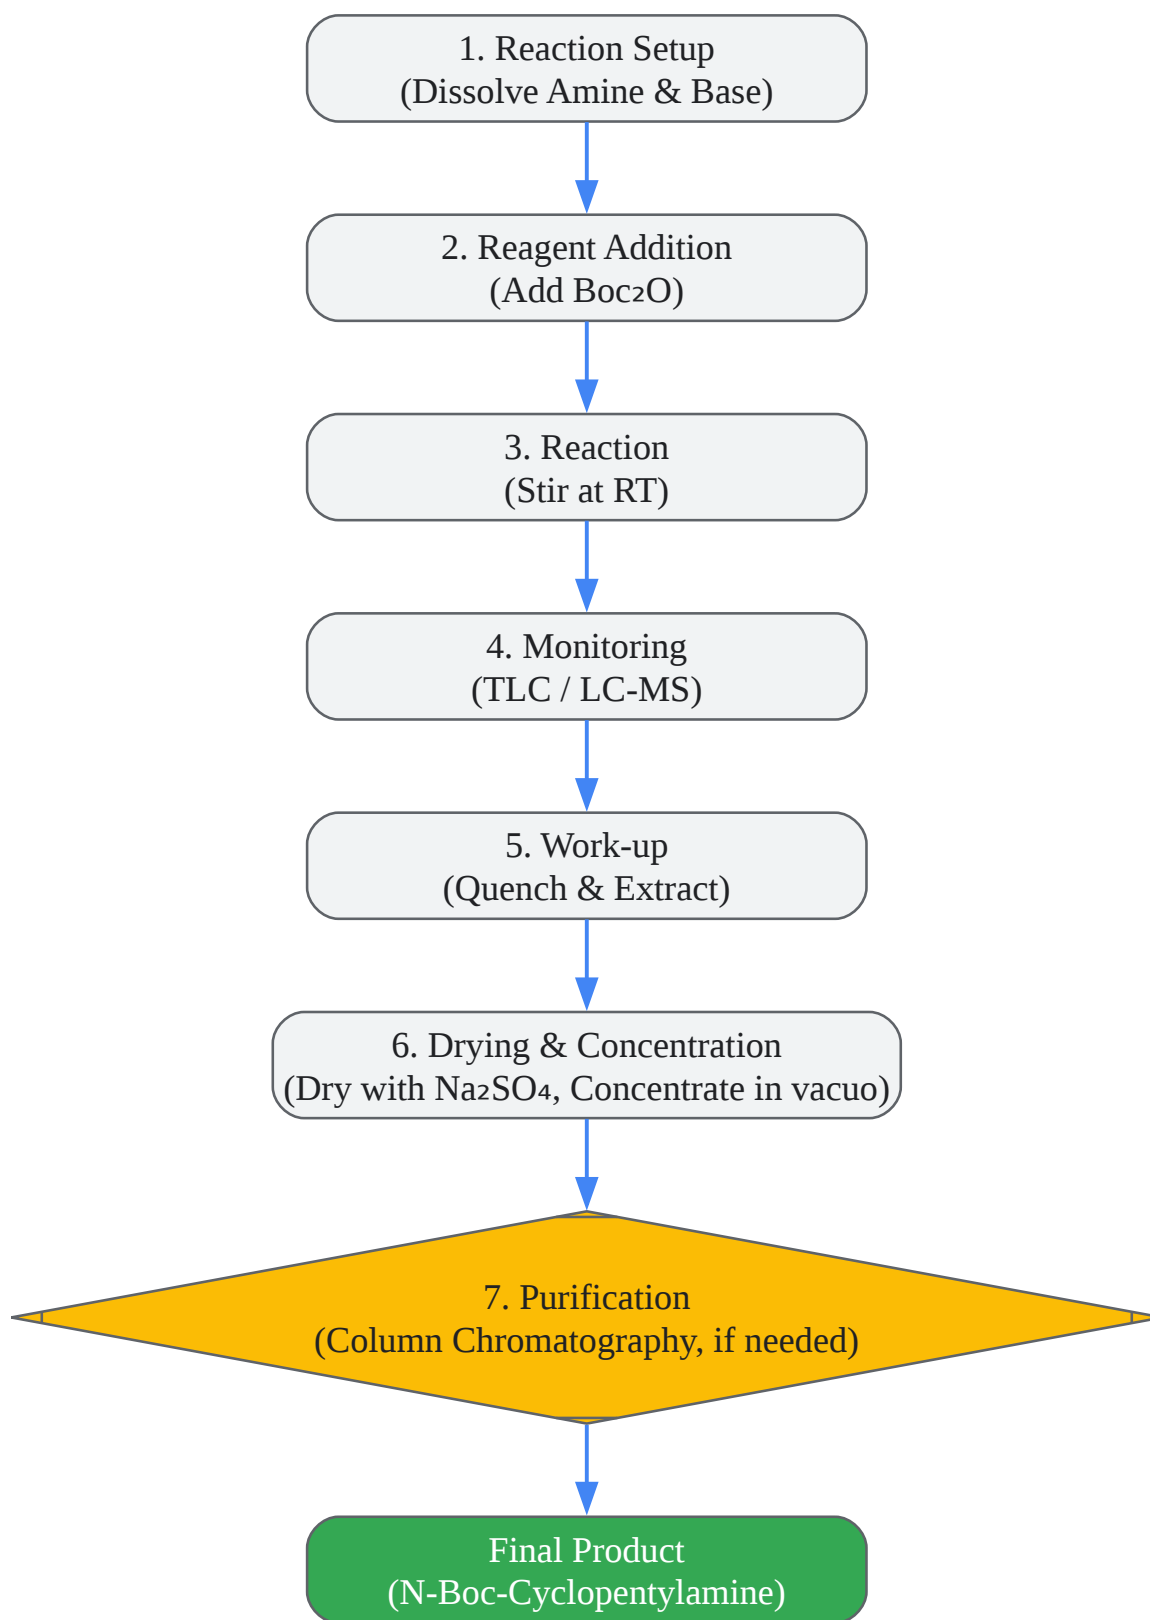 1. Reaction Setup
(Dissolve Amine & Base)
2. Reagent Addition
(Add Boc₂O)
3. Reaction
(Stir at RT)
4. Monitoring
(TLC / LC-MS)
5. Work-up
(Quench & Extract)
6. Drying & Concentration
(Dry with Na₂SO₄, Concentrate in vacuo)
7. Purification
(Column Chromatography, if needed)
Final Product
(N-Boc-Cyclopentylamine)